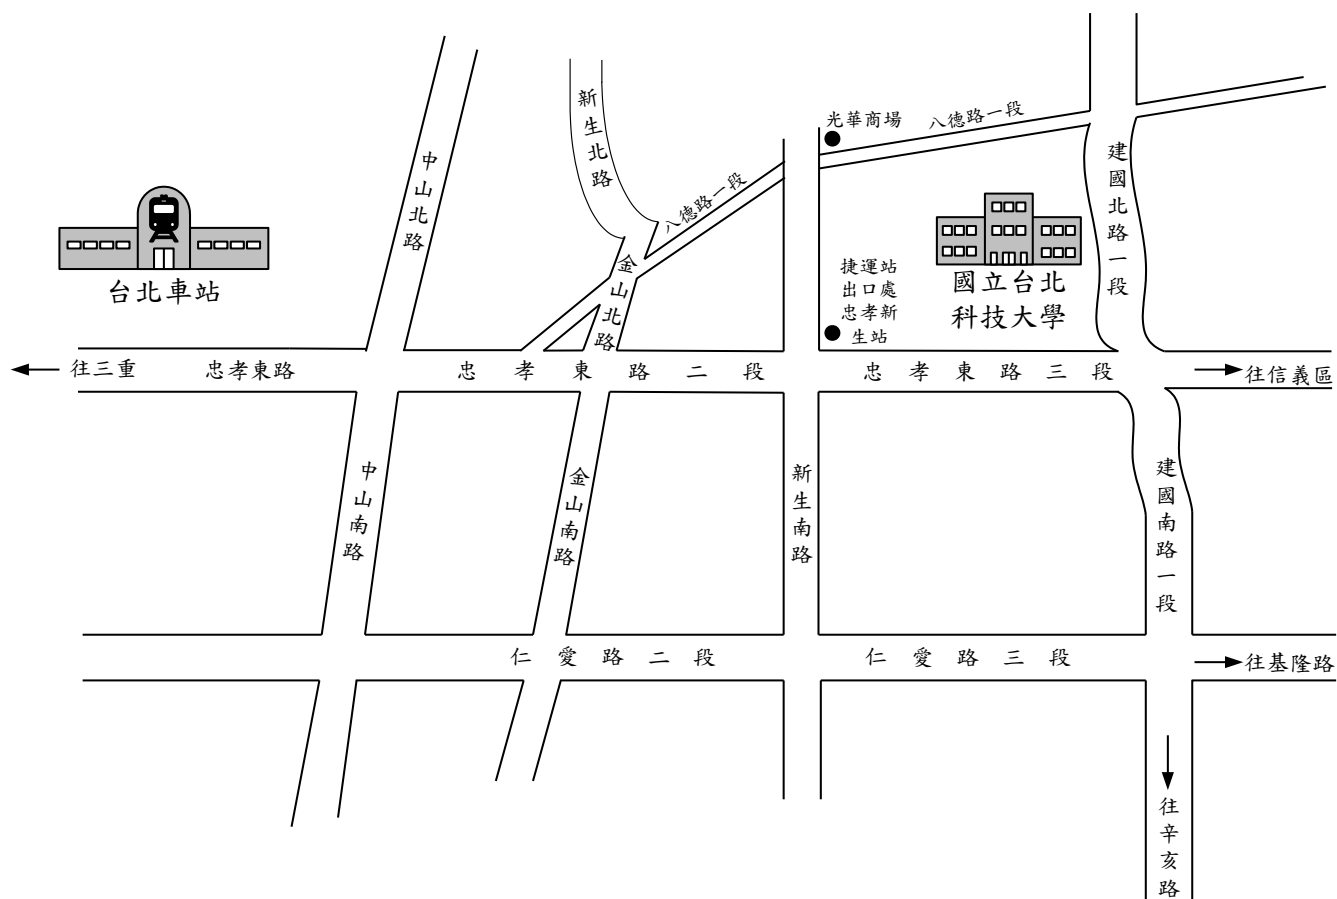 新生北路
光華商場
八德路一段
中山北路
建國北路一段
八德路一段
金山北路
捷運站
出口處
忠孝新
生站
國立台北
科技大學
台北車站
往三重
忠孝東路
忠孝東路二段
忠孝東路三段
往信義區
中山南路
金山南路
新生南路
建國南路一段
仁愛路二段
仁愛路三段
往基隆路
往辛亥路